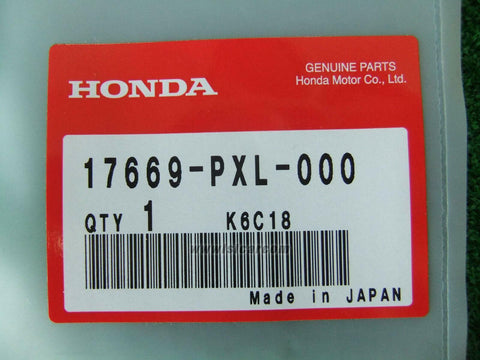 GENUINE PARTS
HONDA
Honda Motor Co., Ltd.
17669-PXL-000
QTY 1 K6C18
Made in JAPAN